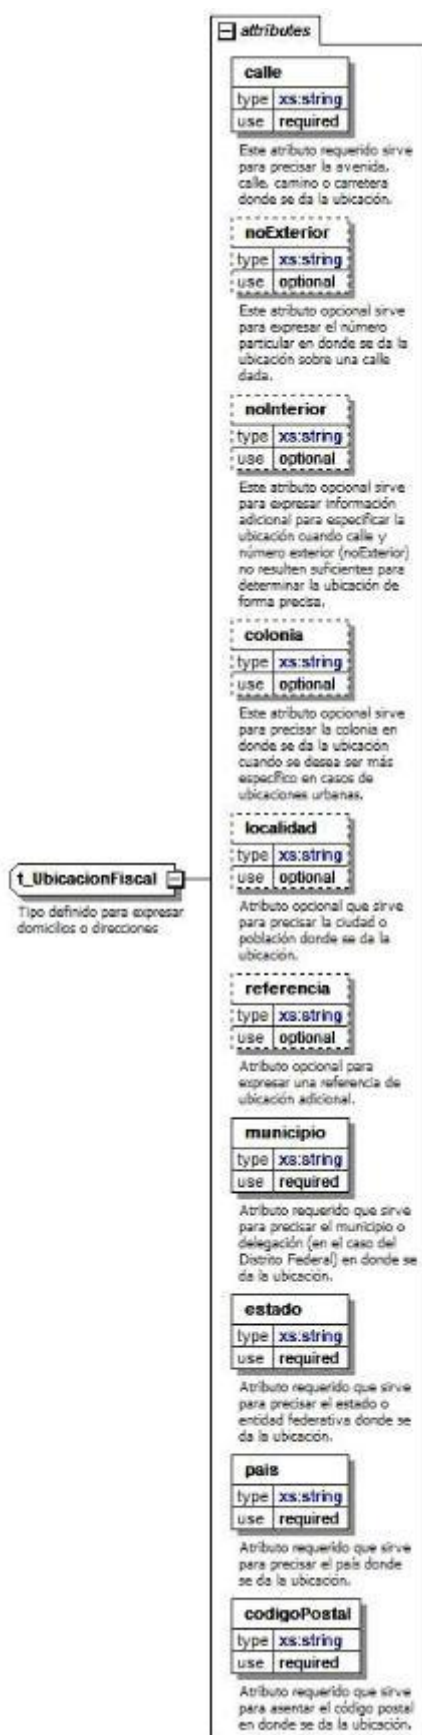 attributes
calle
type xs:string
use required
Este atributo requerido sirve
para precisar la avenida,
calle, camino o carretera
donde se da la ubicación.
noExterior
type xs:string
use optional
Este atributo opcional sirve
para expresar el número
particular en donde se da la
ubicación sobre una calle
dada.
noInterior
type xs:string
use optional
Este atributo opcional sirve
para expresar información
adicional para especificar la
ubicación cuando calle y
número exterior (noExterior)
no resulten suficientes para
determinar la ubicación de
forma precisa.
colonia
type xs:string
use optional
Este atributo opcional sirve
para precisar la colonia en
donde se da la ubicación
cuando se desea ser más
específico en casos de
ubicaciones urbanas.
localidad
type xs:string
use optional
Atributo opcional que sirve
para precisar la ciudad o
población donde se da la
ubicación.
t_UbicacionFiscal
Tipo definido para expresar
domicilios o direcciones
referencia
type xs:string
use optional
Atributo opcional para
expresar una referencia de
ubicación adicional.
municipio
type xs:string
use required
Atributo requerido que sirve
para precisar el municipio o
delegación (en el caso del
Distrito Federal) en donde se
da la ubicación.
estado
type xs:string
use required
Atributo requerido que sirve
para precisar el estado o
entidad federativa donde se
da la ubicación.
pais
type xs:string
use required
Atributo requerido que sirve
para precisar el país donde
se da la ubicación.
codigoPostal
type xs:string
use required
Atributo requerido que sirve
para asentar el código postal
en donde se da la ubicación.